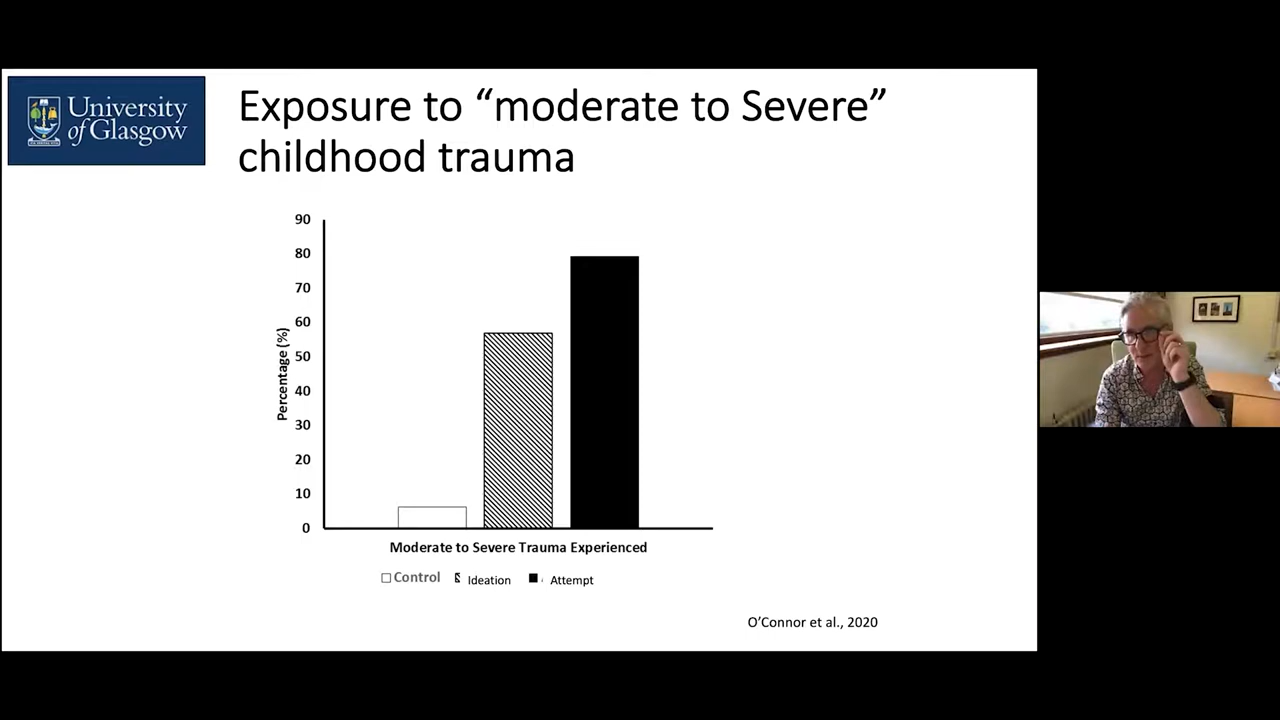 University
of Glasgow
Exposure to “moderate to Severe”
childhood trauma
90
80
70
60
50
40
30
20
10
0
Percentage (%)
Moderate to Severe Trauma Experienced
Control Ideation Attempt
O’Connor et al., 2020